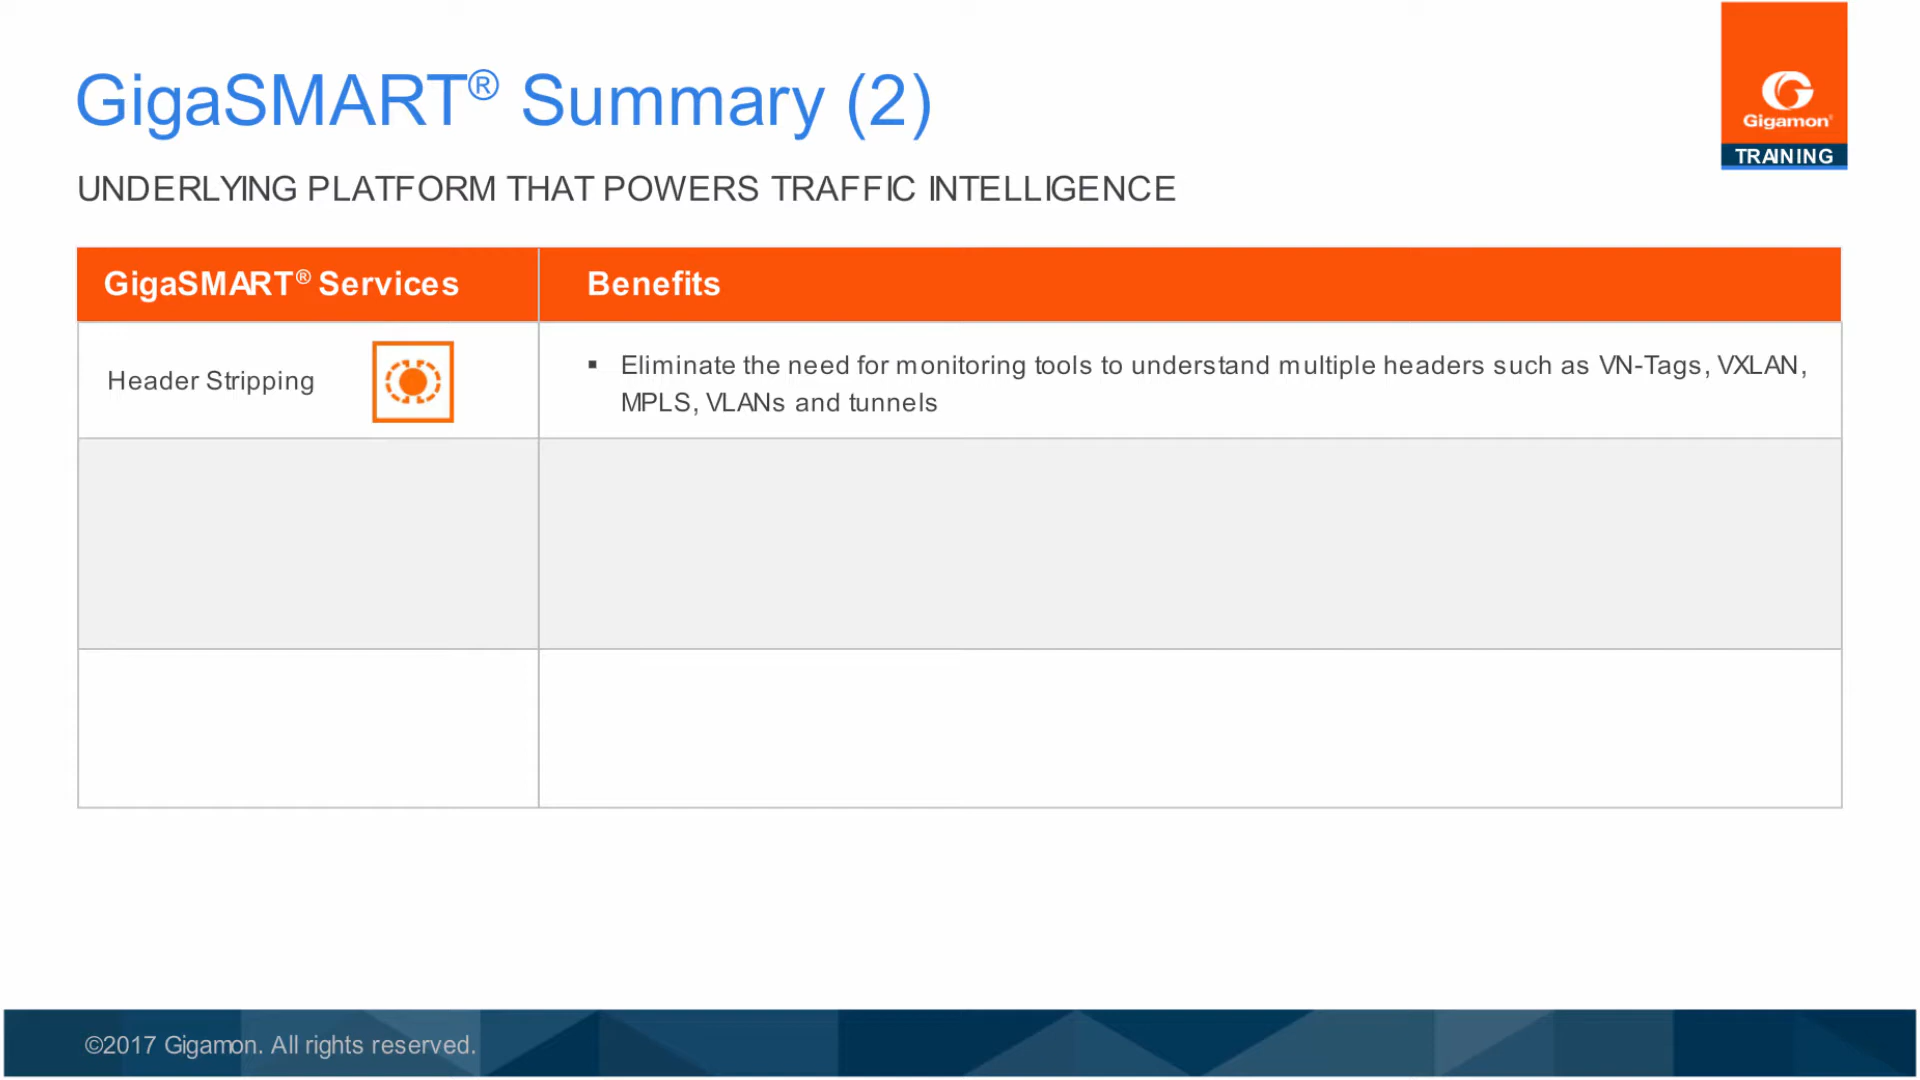 GigaSMART® Summary (2)
Gigamon®
TRAINING
UNDERLYING PLATFORM THAT POWERS TRAFFIC INTELLIGENCE
GigaSMART® Services
Benefits
Header Stripping
▪ Eliminate the need for monitoring tools to understand multiple headers such as VN-Tags, VXLAN,
MPLS, VLANs and tunnels
©2017 Gigamon. All rights reserved.